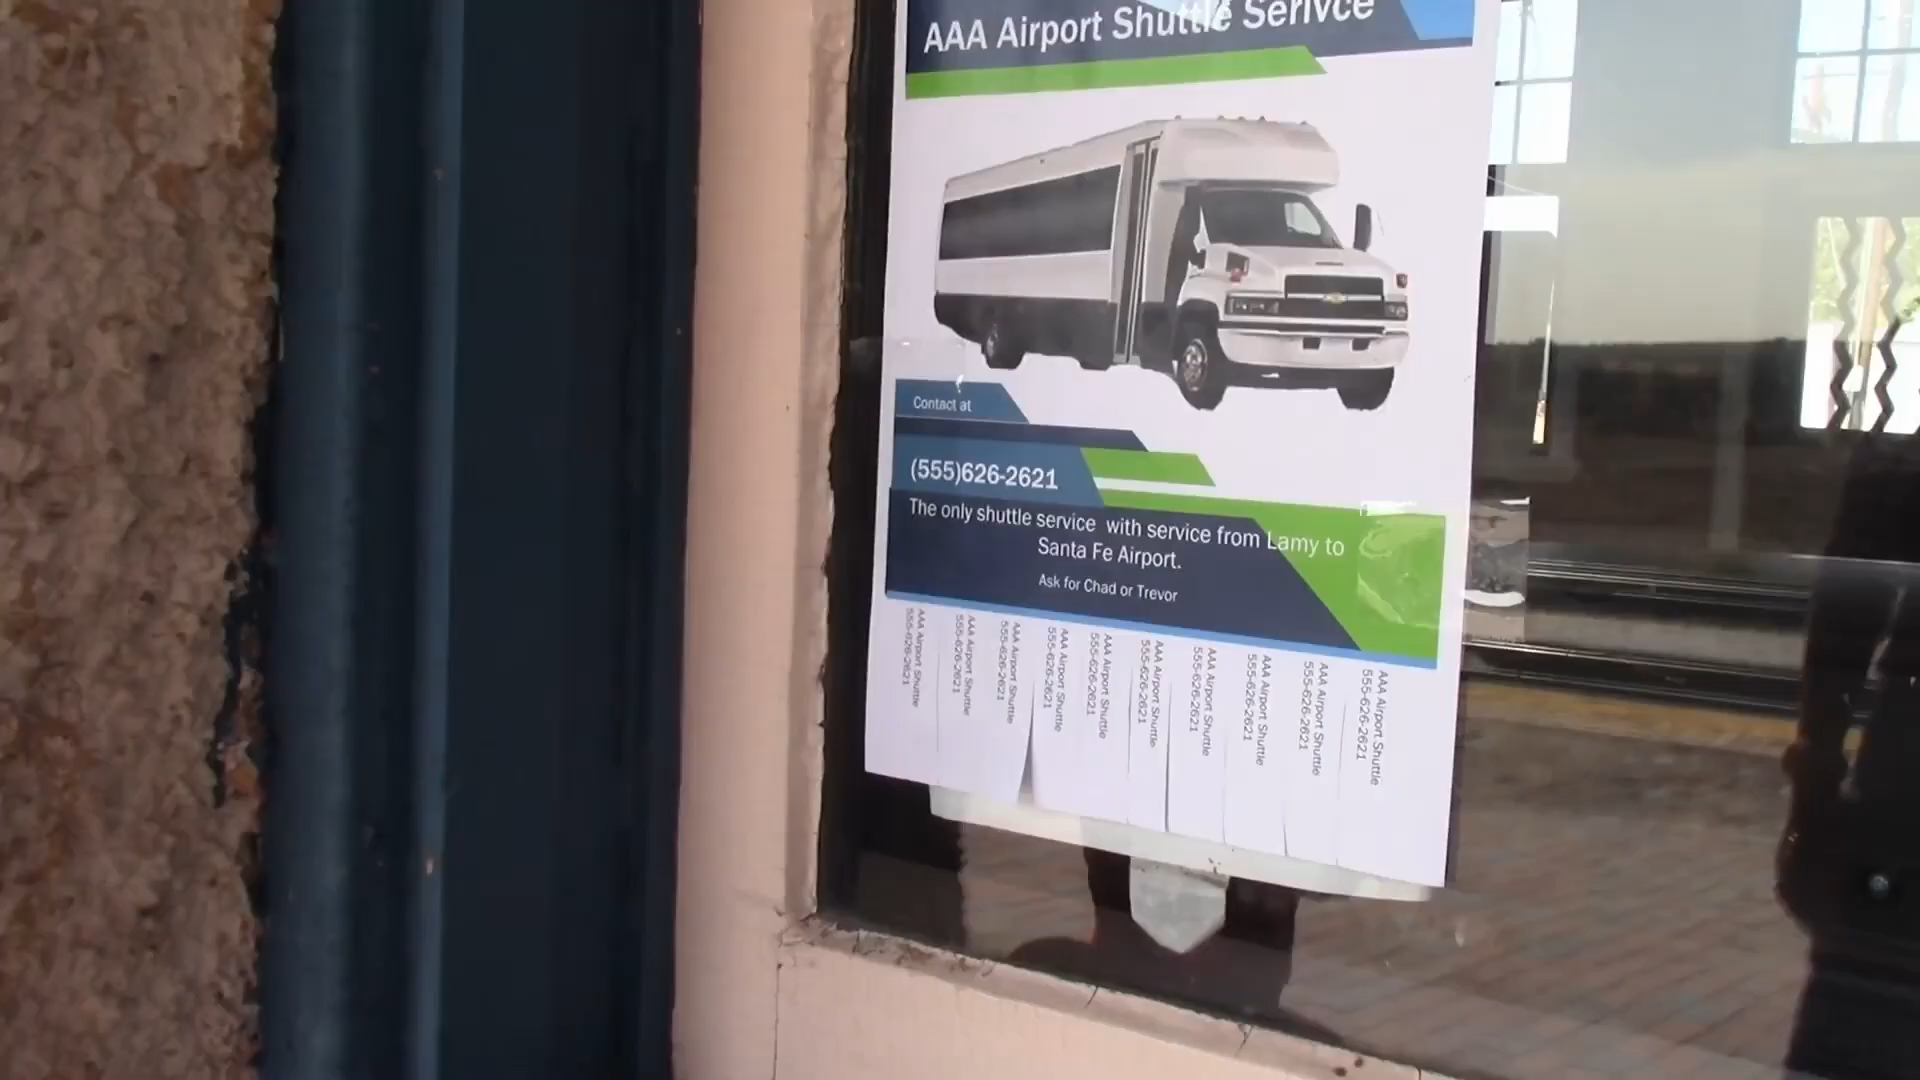 AAA Airport Shuttle Serivce
Contact at
(555)626-2621
The only shuttle service with service from Lamy to
Santa Fe Airport.
Ask for Chad or Trevor
AAA Airport Shuttle
555-626-2621
AAA Airport Shuttle
555-626-2621
AAA Airport Shuttle
555-626-2621
AAA Airport Shuttle
555-626-2621
AAA Airport Shuttle
555-626-2621
AAA Airport Shuttle
555-626-2621
AAA Airport Shuttle
555-626-2621
AAA Airport Shuttle
555-626-2621
AAA Airport Shuttle
555-626-2621
AAA Airport Shuttle
555-626-2621